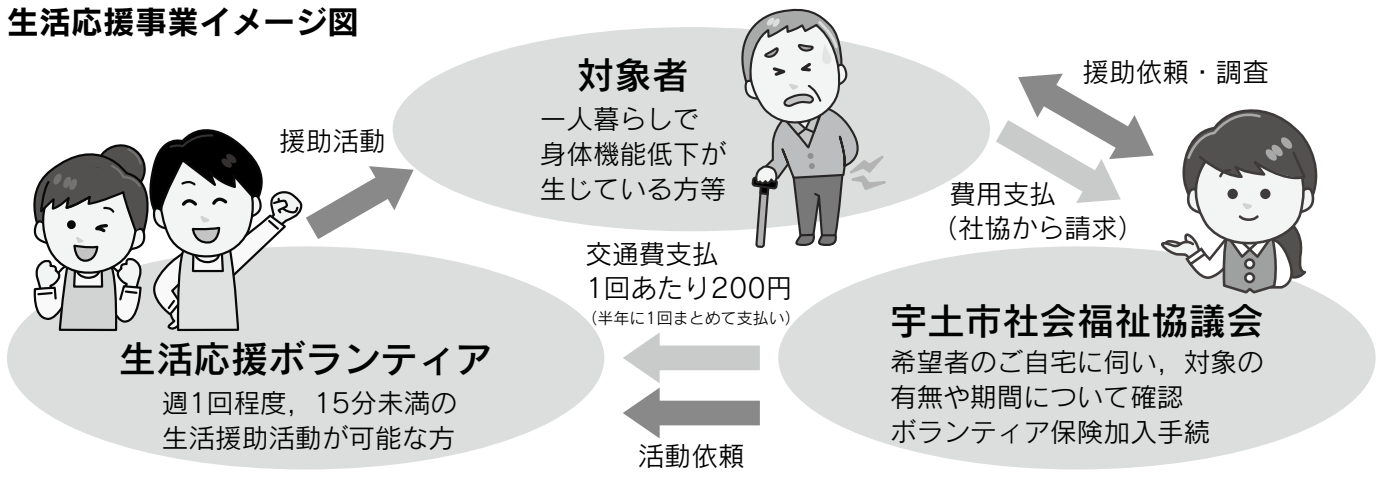 生活応援事業イメージ図
対象者
一人暮らしで
身体機能低下が
生じている方等
援助依頼・調査
援助活動
費用支払
（社協から請求）
交通費支払
1回あたり200円
（半年に1回まとめて支払い）
生活応援ボランティア
週1回程度，15分未満の
生活援助活動が可能な方
宇土市社会福祉協議会
希望者のご自宅に伺い，対象の
有無や期間について確認
ボランティア保険加入手続
活動依頼